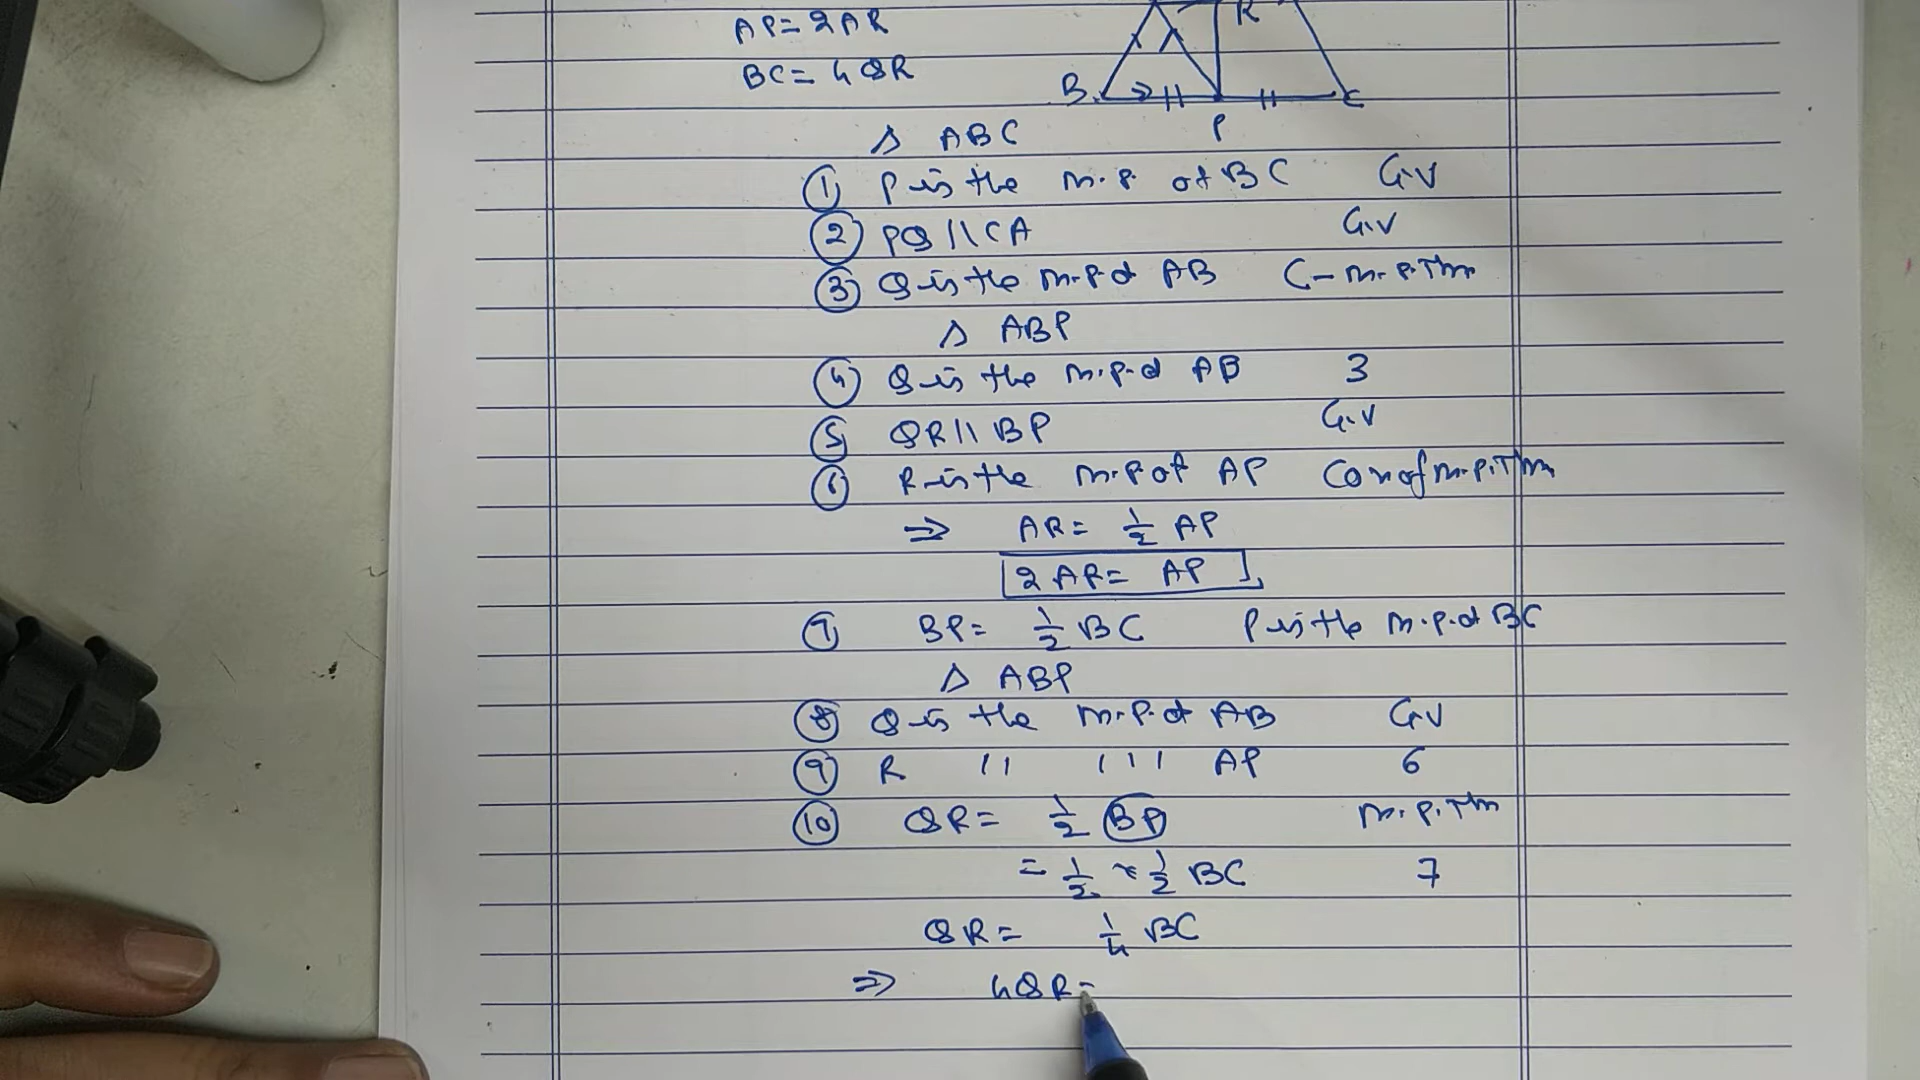 AP = 2AR
R
BC = 4QR
B
C
Δ ABC
P
① P is the m.p. of BC G.V
② PQ || CA G.V
③ Q is the m.p.of AB C-m.p.Thm
Δ ABP
④ Q is the m.p.of AB 3
⑤ QR || BP G.V
⑥ R is the m.p of AP Con of m.p.Thm
⇒ AR = 1/2 AP
2 AR = AP
⑦ BP = 1/2 BC P is the m.p.of BC
Δ ABP
⑧ Q is the m.p.of AB G.V
⑨ R 11 111 AP 6
⑩ QR = 1/2 BP m.p.Thm
= 1/2 × 1/2 BC 7
QR = 1/4 BC
⇒ 4QR =